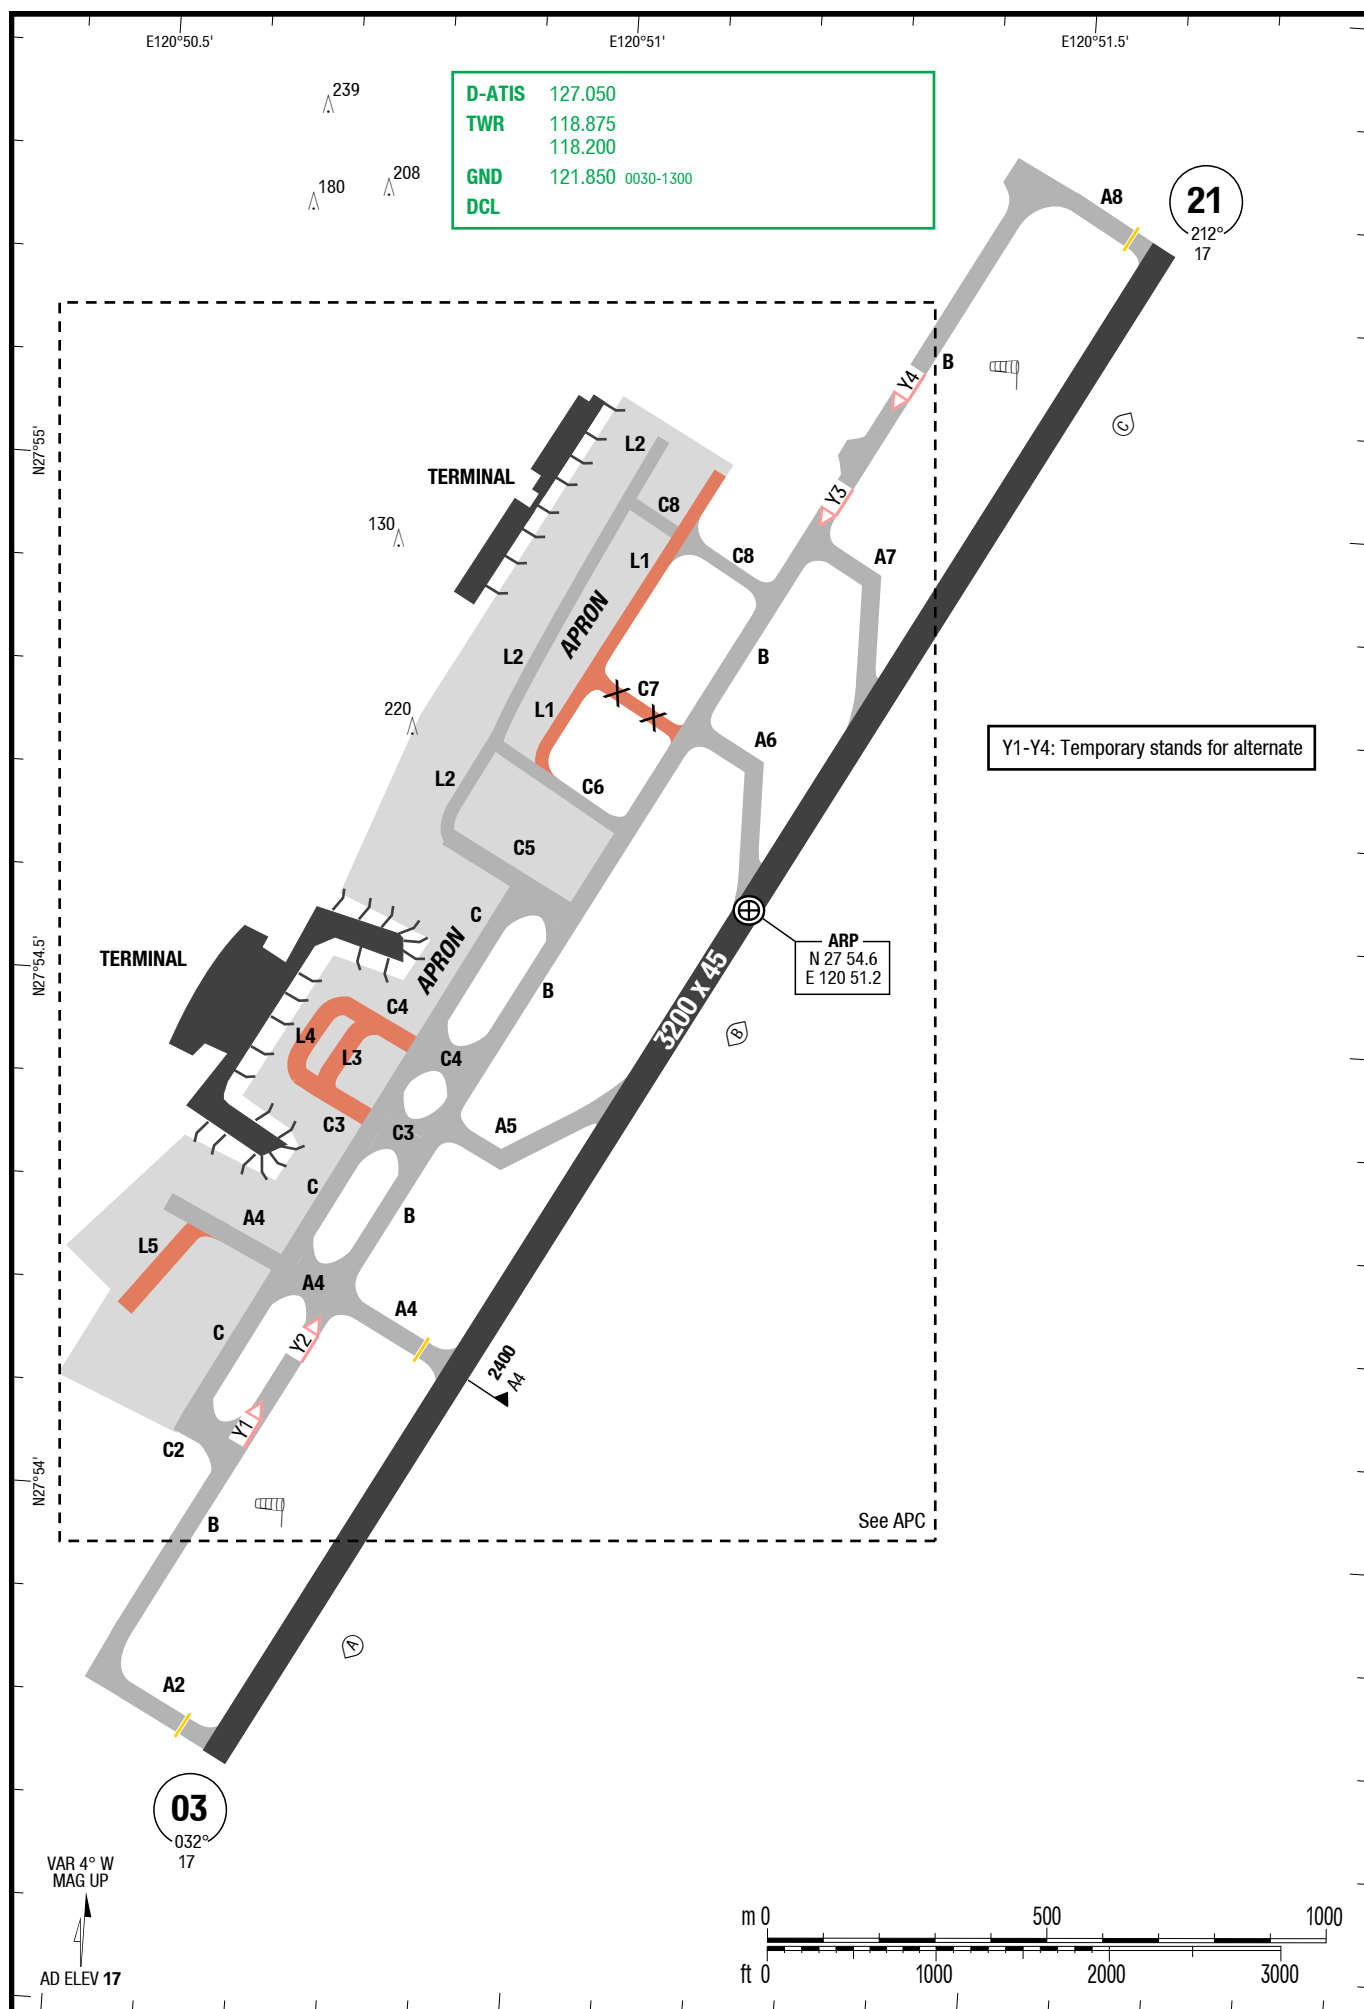 E120°50.5'
E120°51'
E120°51.5'
D-ATIS 127.050
TWR 118.875
118.200
GND 121.850 0030-1300
DCL
239
208
180
A8
21
212°
17
B
Y4
C
N27°55'
L2
TERMINAL
C8
Y3
130
L1
C8
A7
APRON
L2
B
C7
220
L1
A6
Y1-Y4: Temporary stands for alternate
L2
C6
C5
C
APRON
TERMINAL
N27°54.5'
ARP
N 27 54.6
E 120 51.2
B
3200 x 45
C4
L4
L3
C4
B
C3
C3
A5
C
B
A4
L5
A4
A4
C
Y2
2400
A4
Y1
C2
N27°54'
B
See APC
A
A2
03
032°
17
VAR 4° W
MAG UP
AD ELEV 17
m 0 500 1000
ft 0 1000 2000 3000